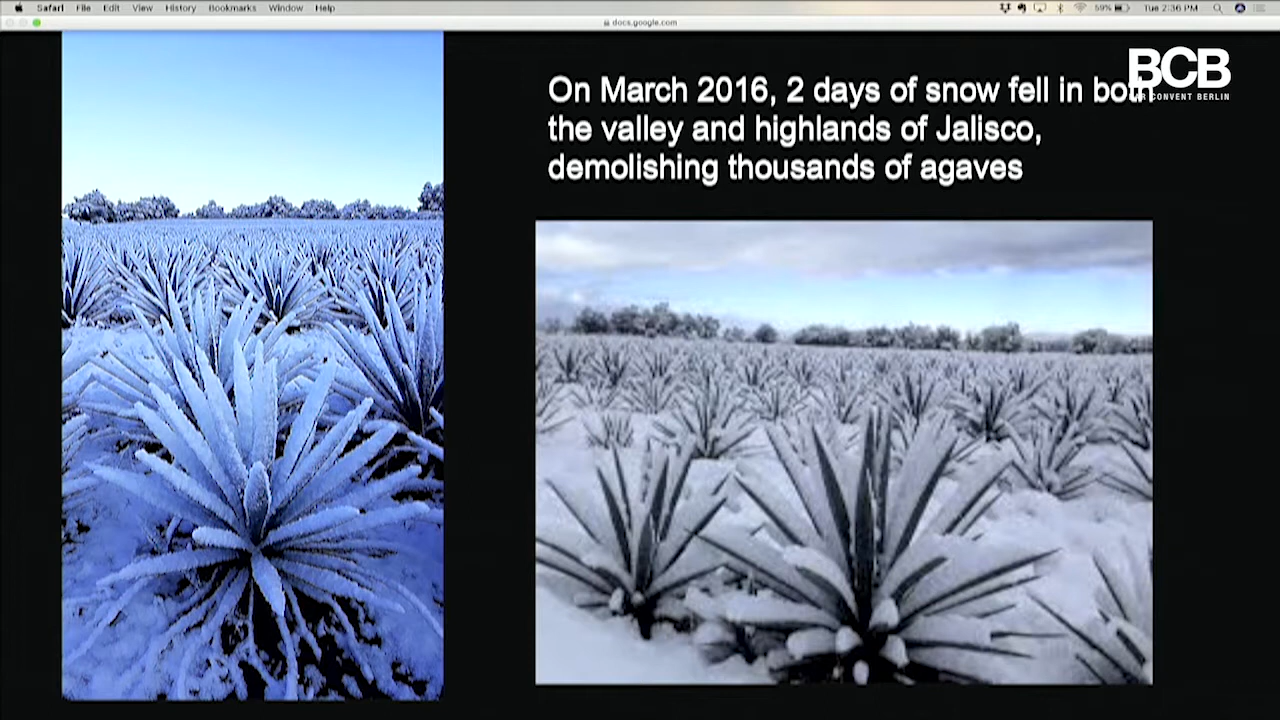 Safari File Edit View History Bookmarks Window Help
59% Tue 2:36 PM
docs.google.com
BCB
BAR CONVENT BERLIN
On March 2016, 2 days of snow fell in both
the valley and highlands of Jalisco,
demolishing thousands of agaves